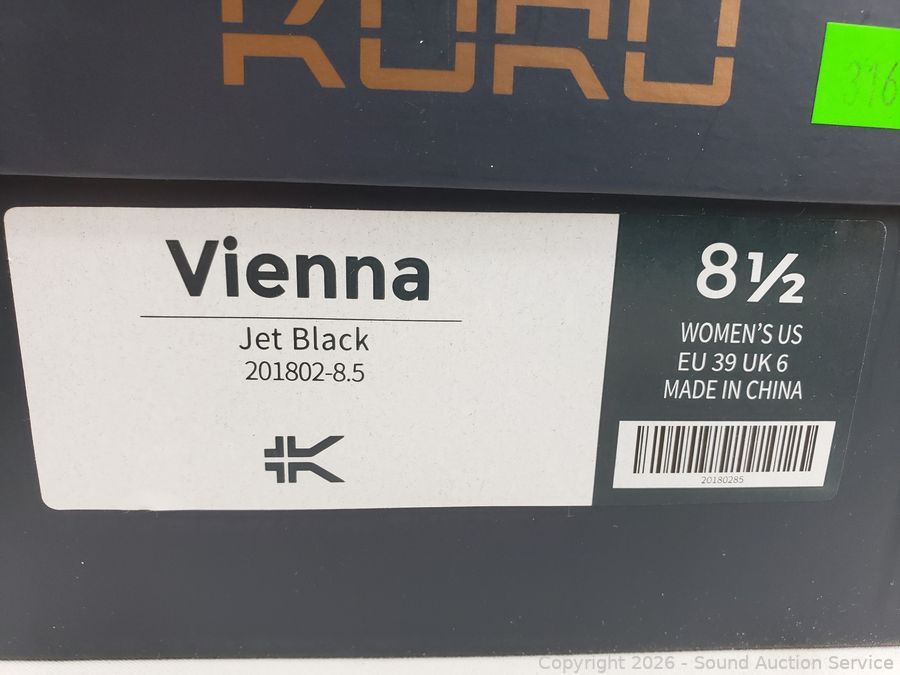 KURU
316
Vienna
Jet Black
201802-8.5
8½
WOMEN'S US
EU 39 UK 6
MADE IN CHINA
20180285
Copyright 2026 - Sound Auction Service